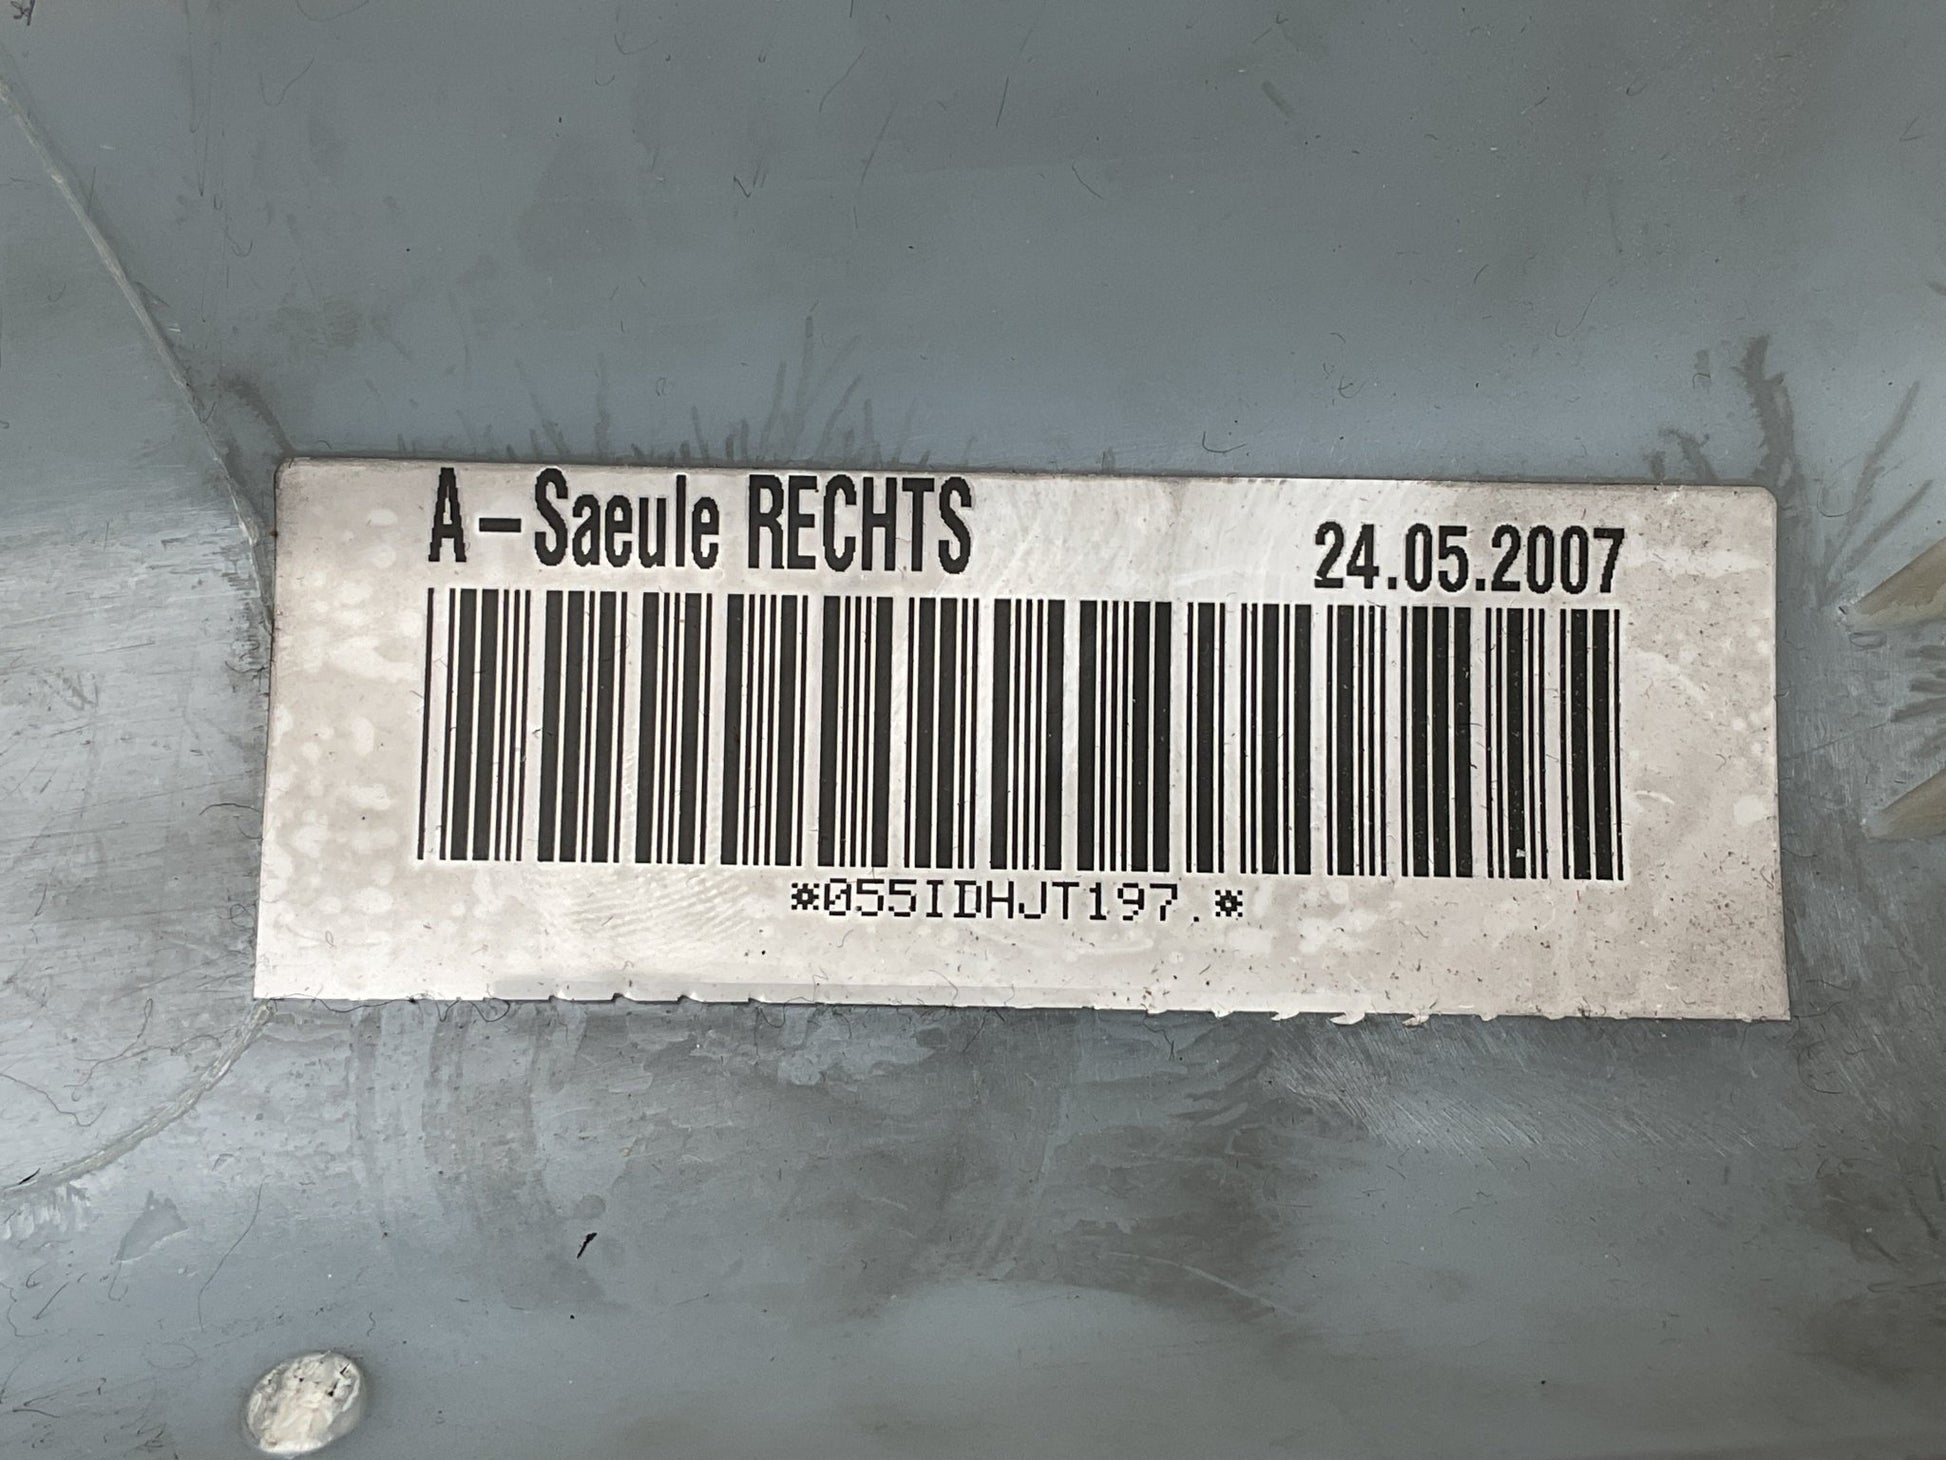 A-Saeule RECHTS
24.05.2007
*055IDHJT197.*